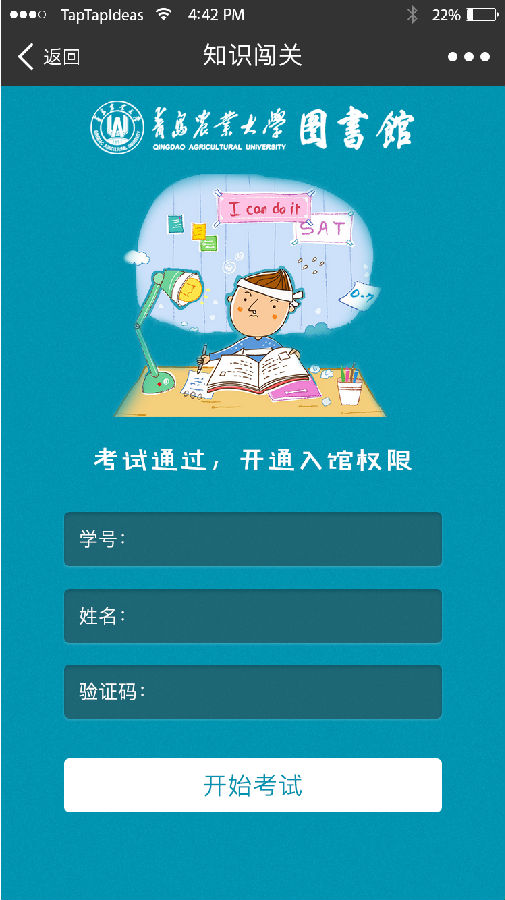 TapTapIdeas 4:42 PM 22%
返回 知识闯关
青岛农业大学 图書館
QINGDAO AGRICULTURAL UNIVERSITY
I can do it
SAT
考试通过，开通入馆权限
学号：
姓名：
验证码：
开始考试